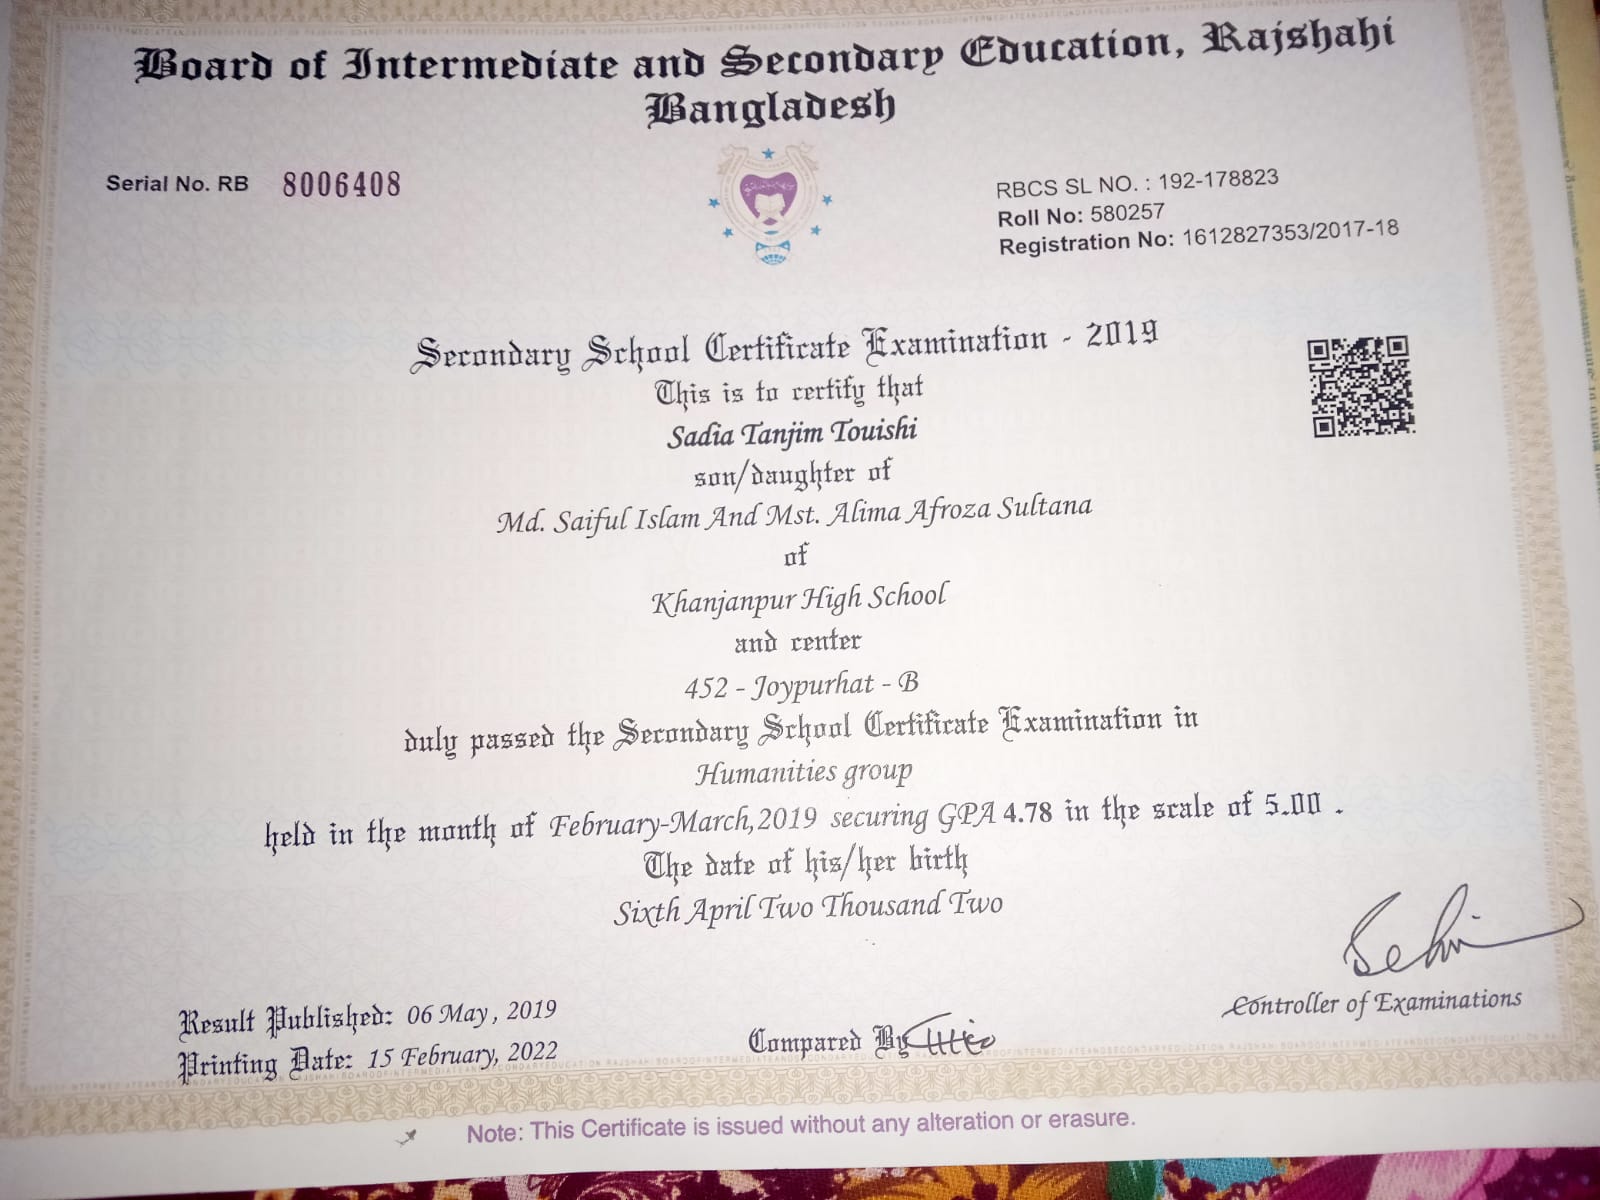 Board of Intermediate and Secondary Education, Rajshahi
Bangladesh
Serial No. RB 8006408
RBCS SL NO. : 192-178823
Roll No: 580257
Registration No: 1612827353/2017-18
Secondary School Certificate Examination - 2019
This is to certify that
Sadia Tanjim Touishi
son/daughter of
Md. Saiful Islam And Mst. Alima Afroza Sultana
of
Khanjanpur High School
and center
452 - Joypurhat - B
duly passed the Secondary School Certificate Examination in
Humanities group
held in the month of February-March,2019 securing GPA 4.78 in the scale of 5.00 .
The date of his/her birth
Sixth April Two Thousand Two
Result Published: 06 May, 2019
Printing Date: 15 February, 2022
Compared By
Controller of Examinations
Note: This Certificate is issued without any alteration or erasure.